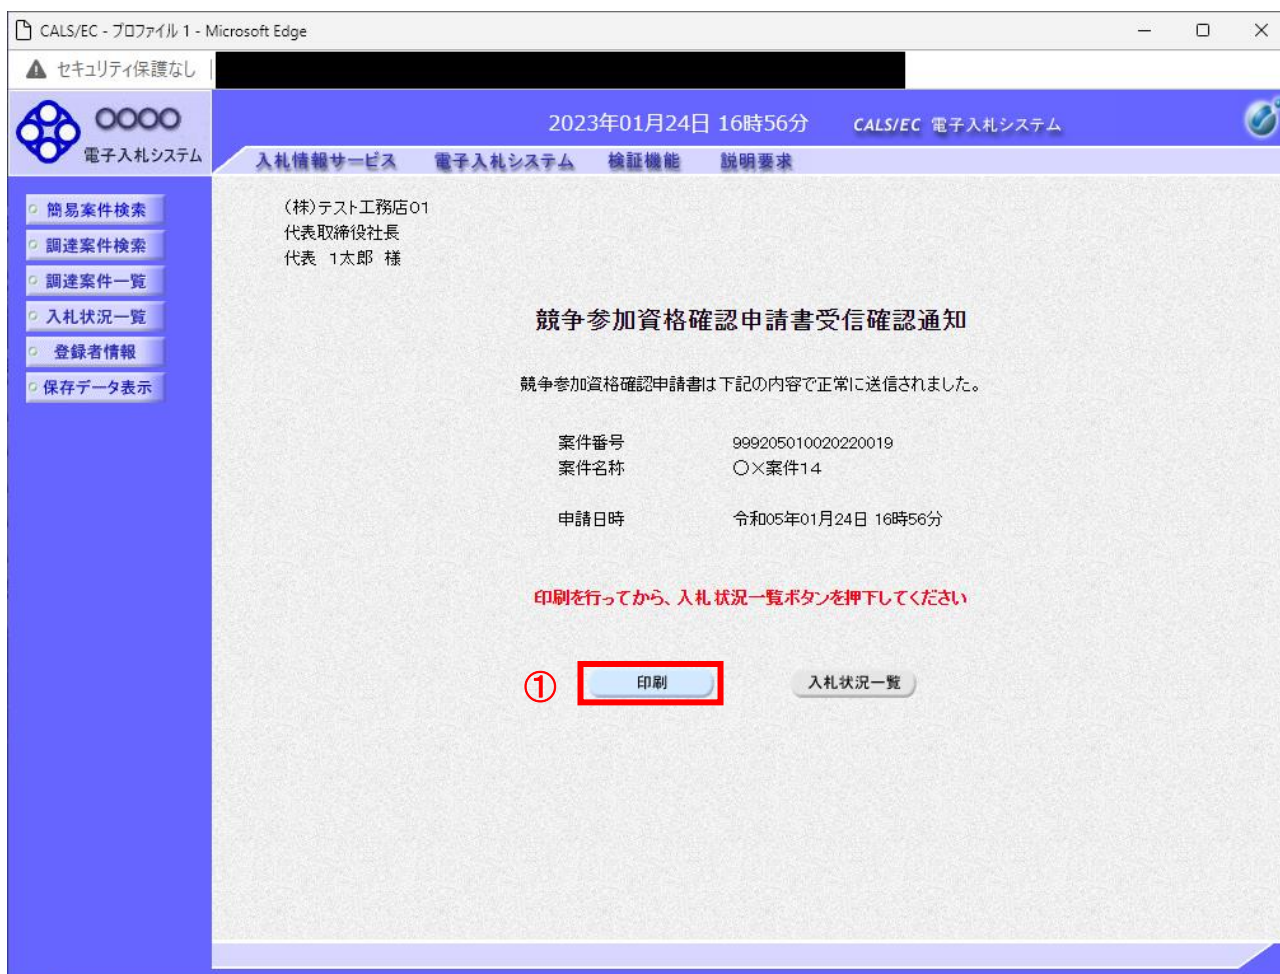 CALS/EC - プロファイル 1 - Microsoft Edge
セキュリティ保護なし
〇〇〇〇
電子入札システム
2023年01月24日 16時56分 CALS/EC 電子入札システム
入札情報サービス 電子入札システム 検証機能 説明要求
簡易案件検索
調達案件検索
調達案件一覧
入札状況一覧
登録者情報
保存データ表示
(株)テスト工務店01
代表取締役社長
代表 1太郎 様
競争参加資格確認申請書受信確認通知
競争参加資格確認申請書は下記の内容で正常に送信されました。
案件番号 999205010020220019
案件名称 〇×案件14
申請日時 令和05年01月24日 16時56分
印刷を行ってから、入札状況一覧ボタンを押下してください
① 印刷 入札状況一覧